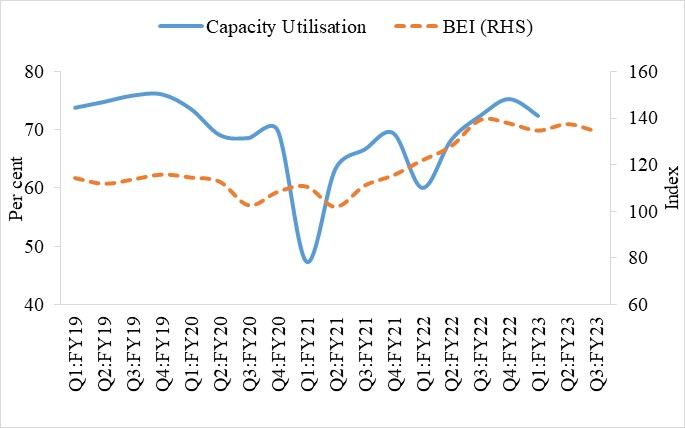 Capacity Utilisation BEI (RHS)
80 160
70 140
120
60
100
50
80
40 60
Per cent
Index
Q1:FY19
Q2:FY19
Q3:FY19
Q4:FY19
Q1:FY20
Q2:FY20
Q3:FY20
Q4:FY20
Q1:FY21
Q2:FY21
Q3:FY21
Q4:FY21
Q1:FY22
Q2:FY22
Q3:FY22
Q4:FY22
Q1:FY23
Q2:FY23
Q3:FY23